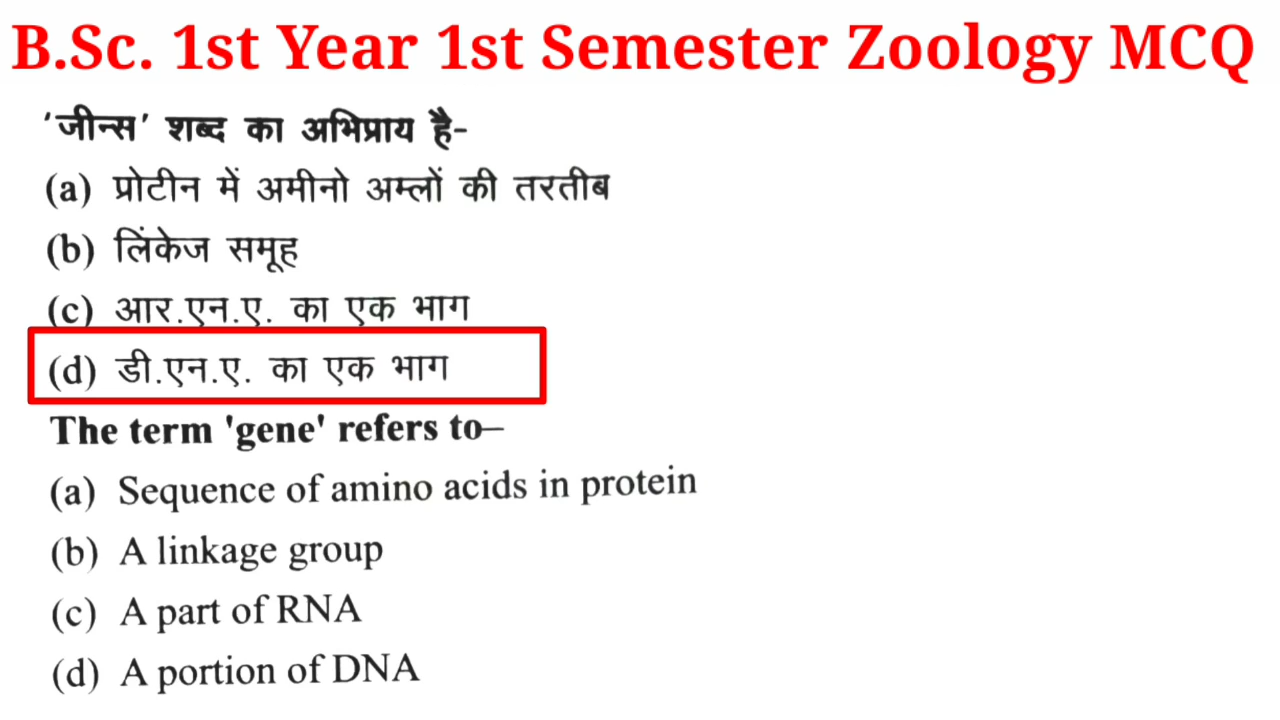 B.Sc. 1st Year 1st Semester Zoology MCQ
'जीन्स' शब्द का अभिप्राय है-
(a) प्रोटीन में अमीनो अम्लों की तरतीब
(b) लिंकेज समूह
(c) आर.एन.ए. का एक भाग
(d) डी.एन.ए. का एक भाग
The term 'gene' refers to–
(a) Sequence of amino acids in protein
(b) A linkage group
(c) A part of RNA
(d) A portion of DNA